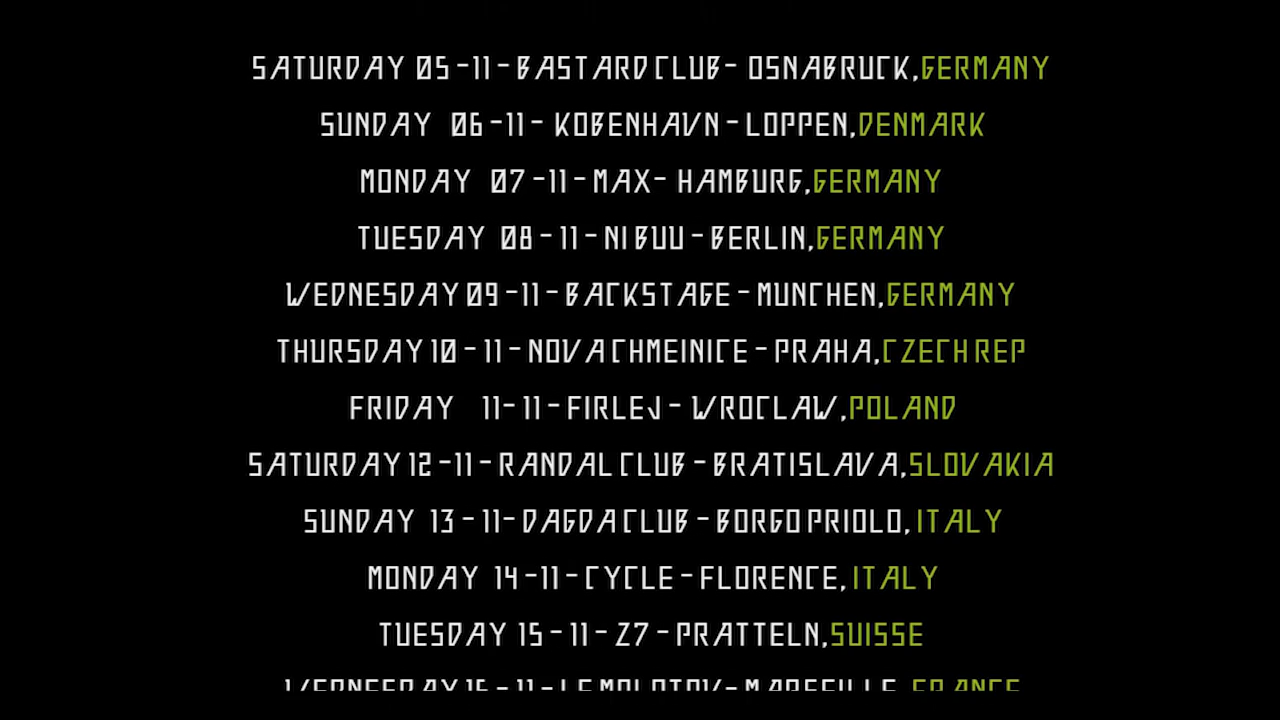 SATURDAY 05-11-BASTARD CLUB- OSNABRUCK,GERMANY
SUNDAY 06-11- KOBENHAVN-LOPPEN,DENMARK
MONDAY 07-11-MAX- HAMBURG,GERMANY
TUESDAY 08-11-NIBUU-BERLIN,GERMANY
WEDNESDAY 09-11-BACKSTAGE-MUNCHEN,GERMANY
THURSDAY 10-11-NOVA CHMEINICE-PRAHA,CZECH REP
FRIDAY 11-11-FIRLEJ- WROCLAW,POLAND
SATURDAY 12-11-RANDAL CLUB-BRATISLAVA,SLOVAKIA
SUNDAY 13-11-DAGDA CLUB-BORGO PRIOLO, ITALY
MONDAY 14-11-CYCLE-FLORENCE, ITALY
TUESDAY 15-11-Z7-PRATTELN,SUISSE